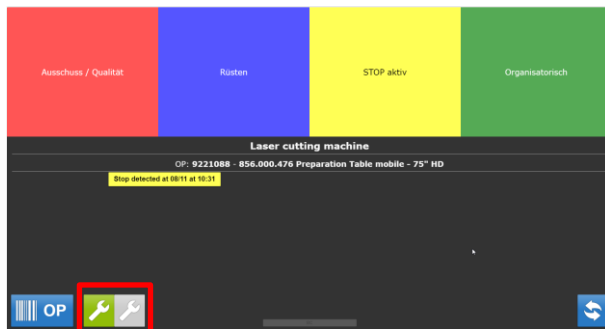 Ausschuss / Qualität
Rüsten
STOP aktiv
Organisatorisch
Laser cutting machine
OP: 9221088 - 856.000.476 Preparation Table mobile - 75" HD
Stop detected at 08/11 at 10:31
OP